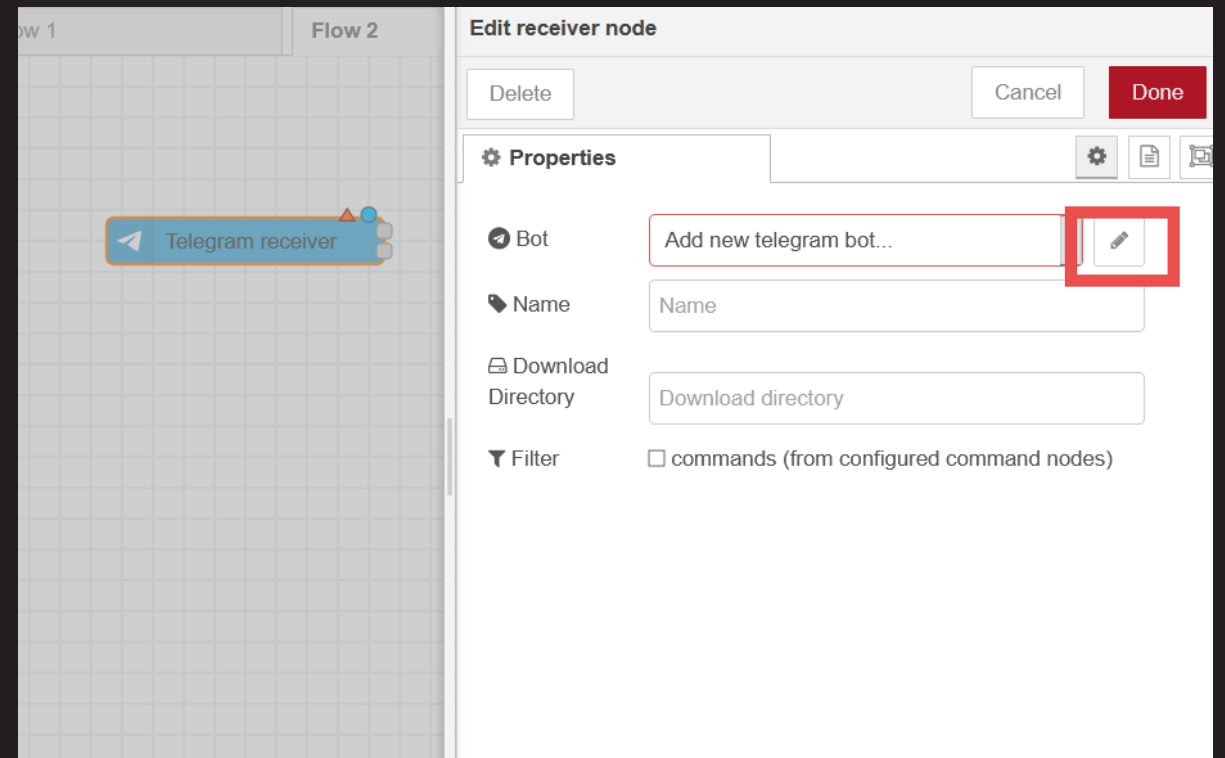 ow 1
Flow 2
Edit receiver node
Delete
Cancel
Done
Properties
Telegram receiver
Bot
Add new telegram bot...
Name
Name
Download
Directory
Download directory
Filter
commands (from configured command nodes)